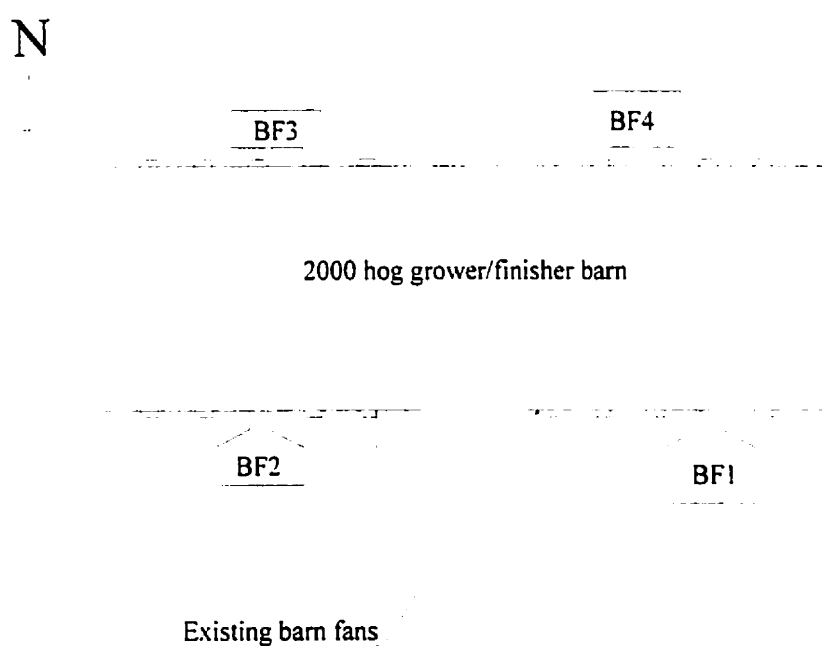 N
BF3 BF4
2000 hog grower/finisher barn
BF2 BF1
Existing barn fans